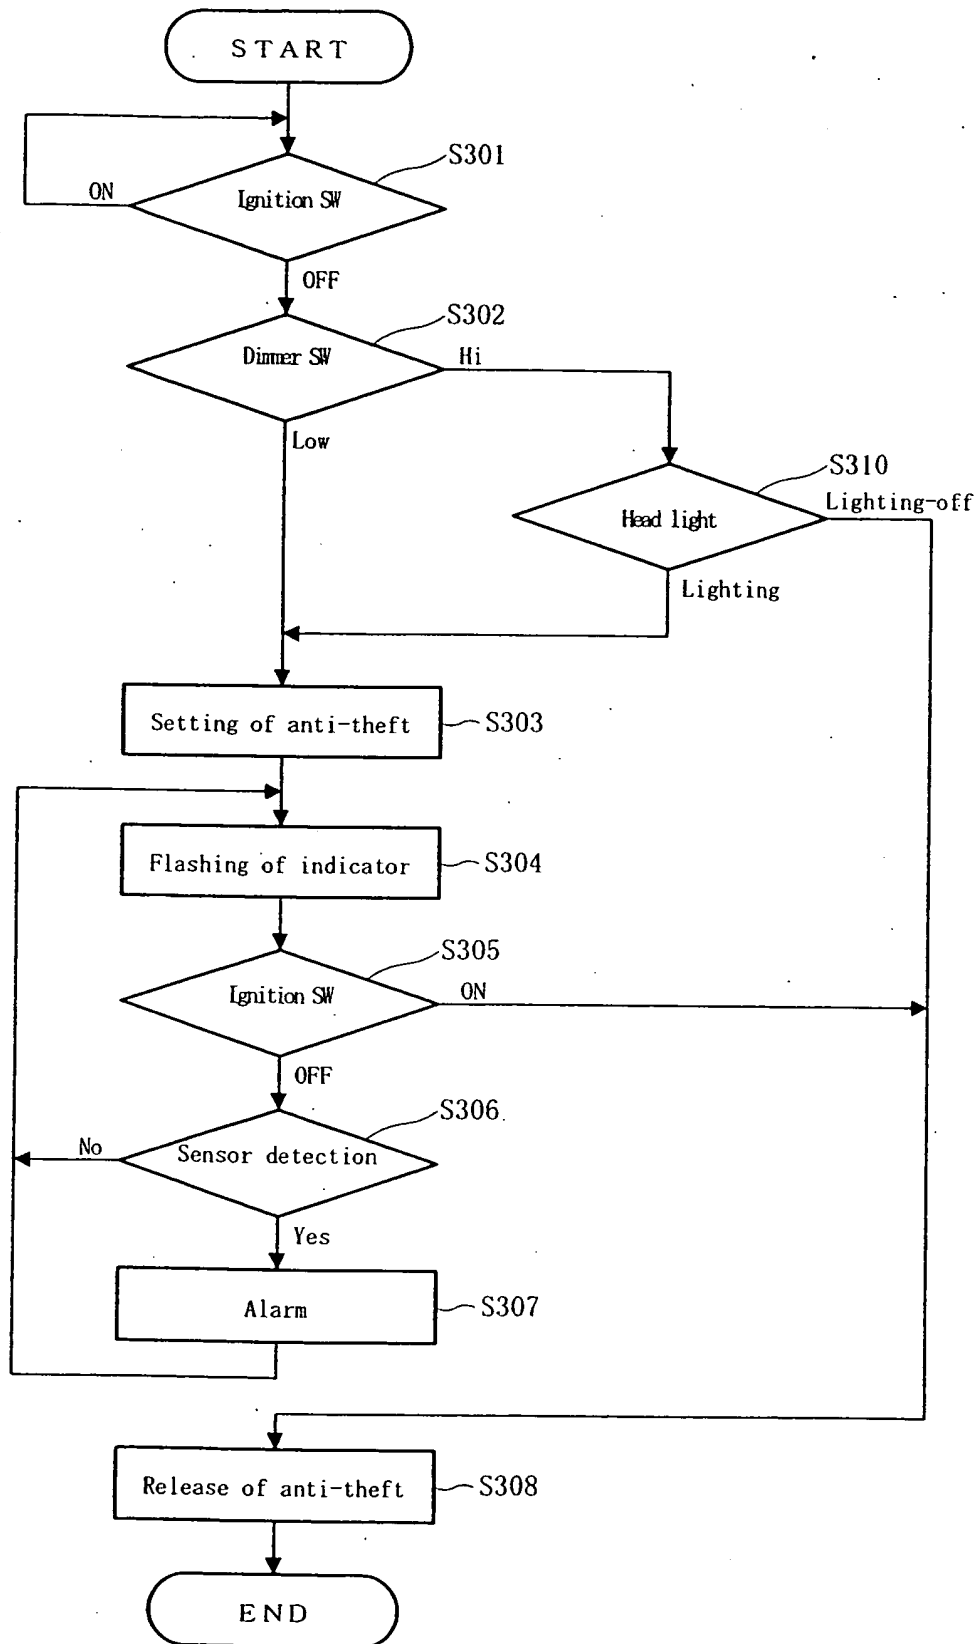 START
S301
Ignition SW
ON
OFF
S302
Dimmer SW
Hi
Low
S310
Lighting-off
Head light
Lighting
Setting of anti-theft
S303
Flashing of indicator
S304
S305
Ignition SW
ON
OFF
S306
No
Sensor detection
Yes
Alarm
S307
Release of anti-theft
S308
END